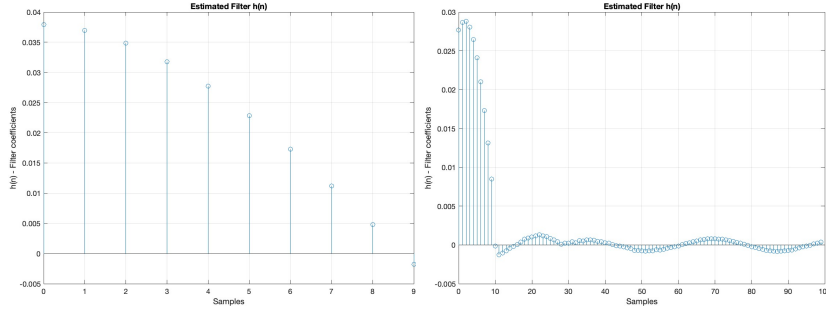 Estimated Filter h(n)
0.04
0.035
0.03
0.025
0.02
0.015
0.01
0.005
0
-0.005
h(n) - Filter coefficients
0 1 2 3 4 5 6 7 8 9
Samples
Estimated Filter h(n)
0.03
0.025
0.02
0.015
0.01
0.005
0
-0.005
h(n) - Filter coefficients
0 10 20 30 40 50 60 70 80 90 100
Samples